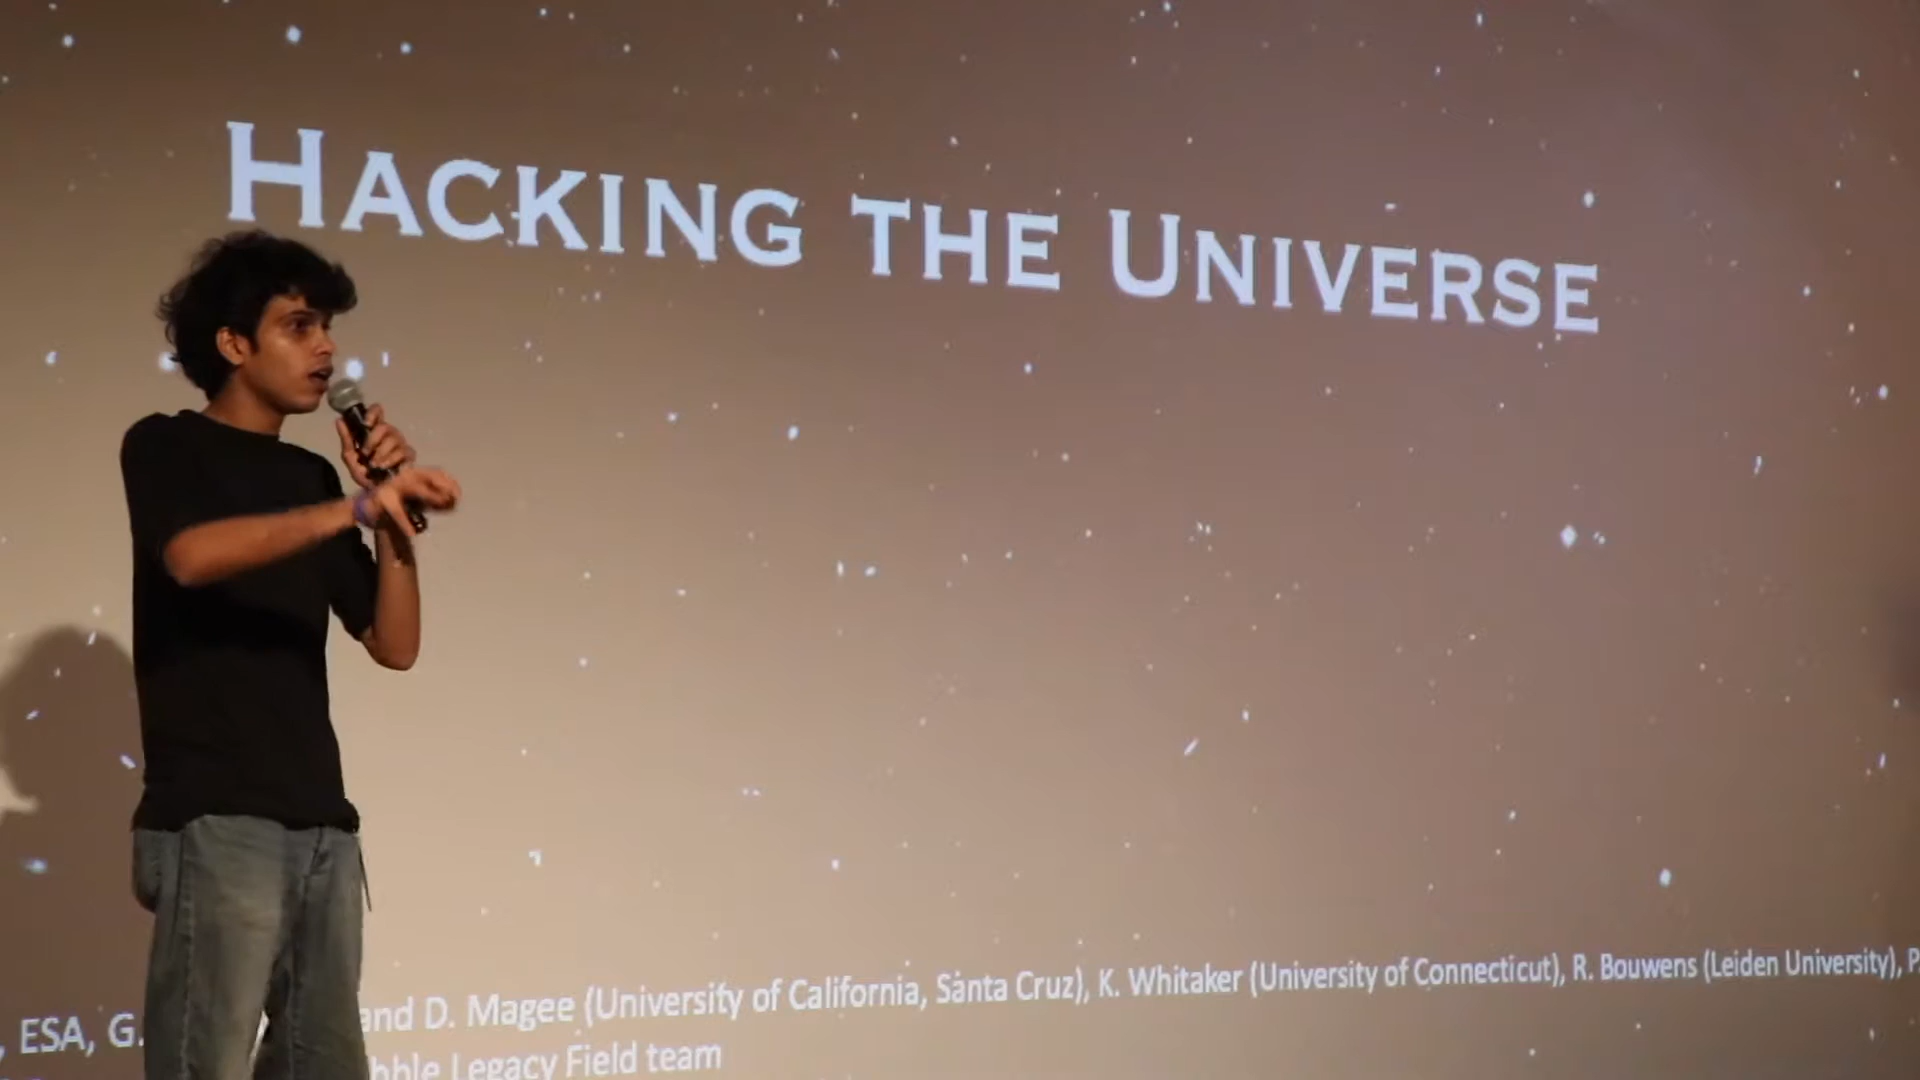 HACKING THE UNIVERSE
, ESA, G. and D. Magee (University of California, Santa Cruz), K. Whitaker (University of Connecticut), R. Bouwens (Leiden University), P.
Legacy Field team